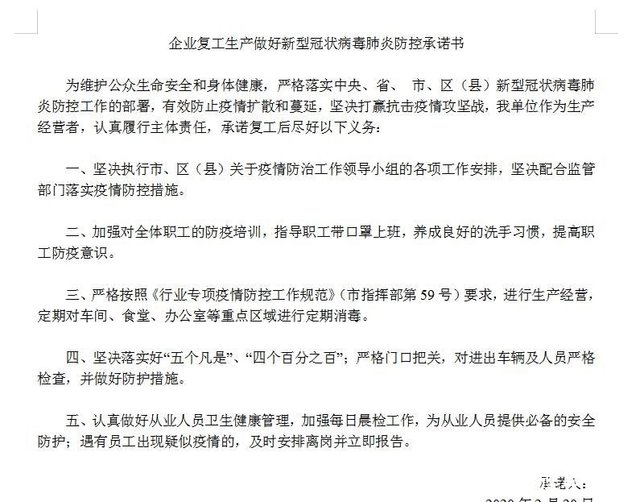 企业复工生产做好新型冠状病毒肺炎防控承诺书
为维护公众生命安全和身体健康，严格落实中央、省、 市、区（县）新型冠状病毒肺
炎防控工作的部署，有效防止疫情扩散和蔓延，坚决打赢抗击疫情攻坚战，我单位作为生产
经营者，认真履行主体责任，承诺复工后尽好以下义务：
一、坚决执行市、区（县）关于疫情防治工作领导小组的各项工作安排，坚决配合监管
部门落实疫情防控措施。
二、加强对全体职工的防疫培训，指导职工带口罩上班，养成良好的洗手习惯，提高职
工防疫意识。
三、严格按照《行业专项疫情防控工作规范》（市指挥部第 59 号）要求，进行生产经营，
定期对车间、食堂、办公室等重点区域进行定期消毒。
四、坚决落实好“五个凡是”、“四个百分之百”；严格门口把关，对进出车辆及人员严格
检查，并做好防护措施。
五、认真做好从业人员卫生健康管理，加强每日晨检工作，为从业人员提供必备的安全
防护；遇有员工出现疑似疫情的，及时安排离岗并立即报告。
承诺人：
2020 年 2 月 20 日